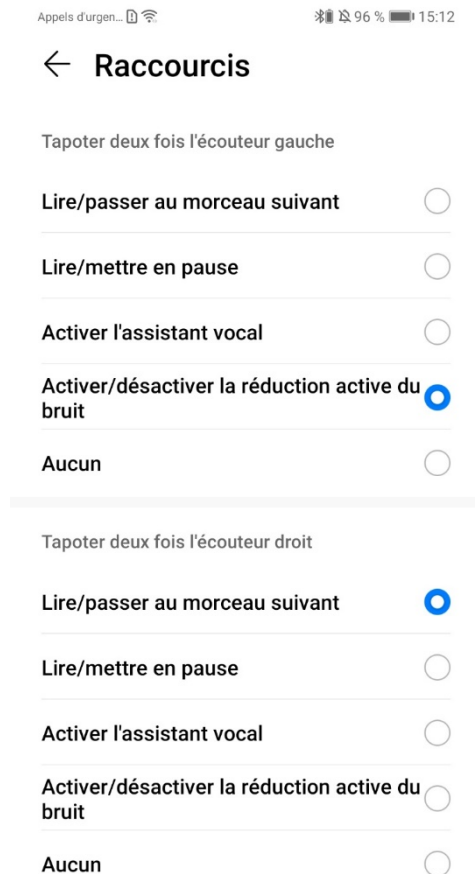 Appels d'urgen... 96 % 15:12
Raccourcis
Tapoter deux fois l'écouteur gauche
Lire/passer au morceau suivant
Lire/mettre en pause
Activer l'assistant vocal
Activer/désactiver la réduction active du
bruit
Aucun
Tapoter deux fois l'écouteur droit
Lire/passer au morceau suivant
Lire/mettre en pause
Activer l'assistant vocal
Activer/désactiver la réduction active du
bruit
Aucun